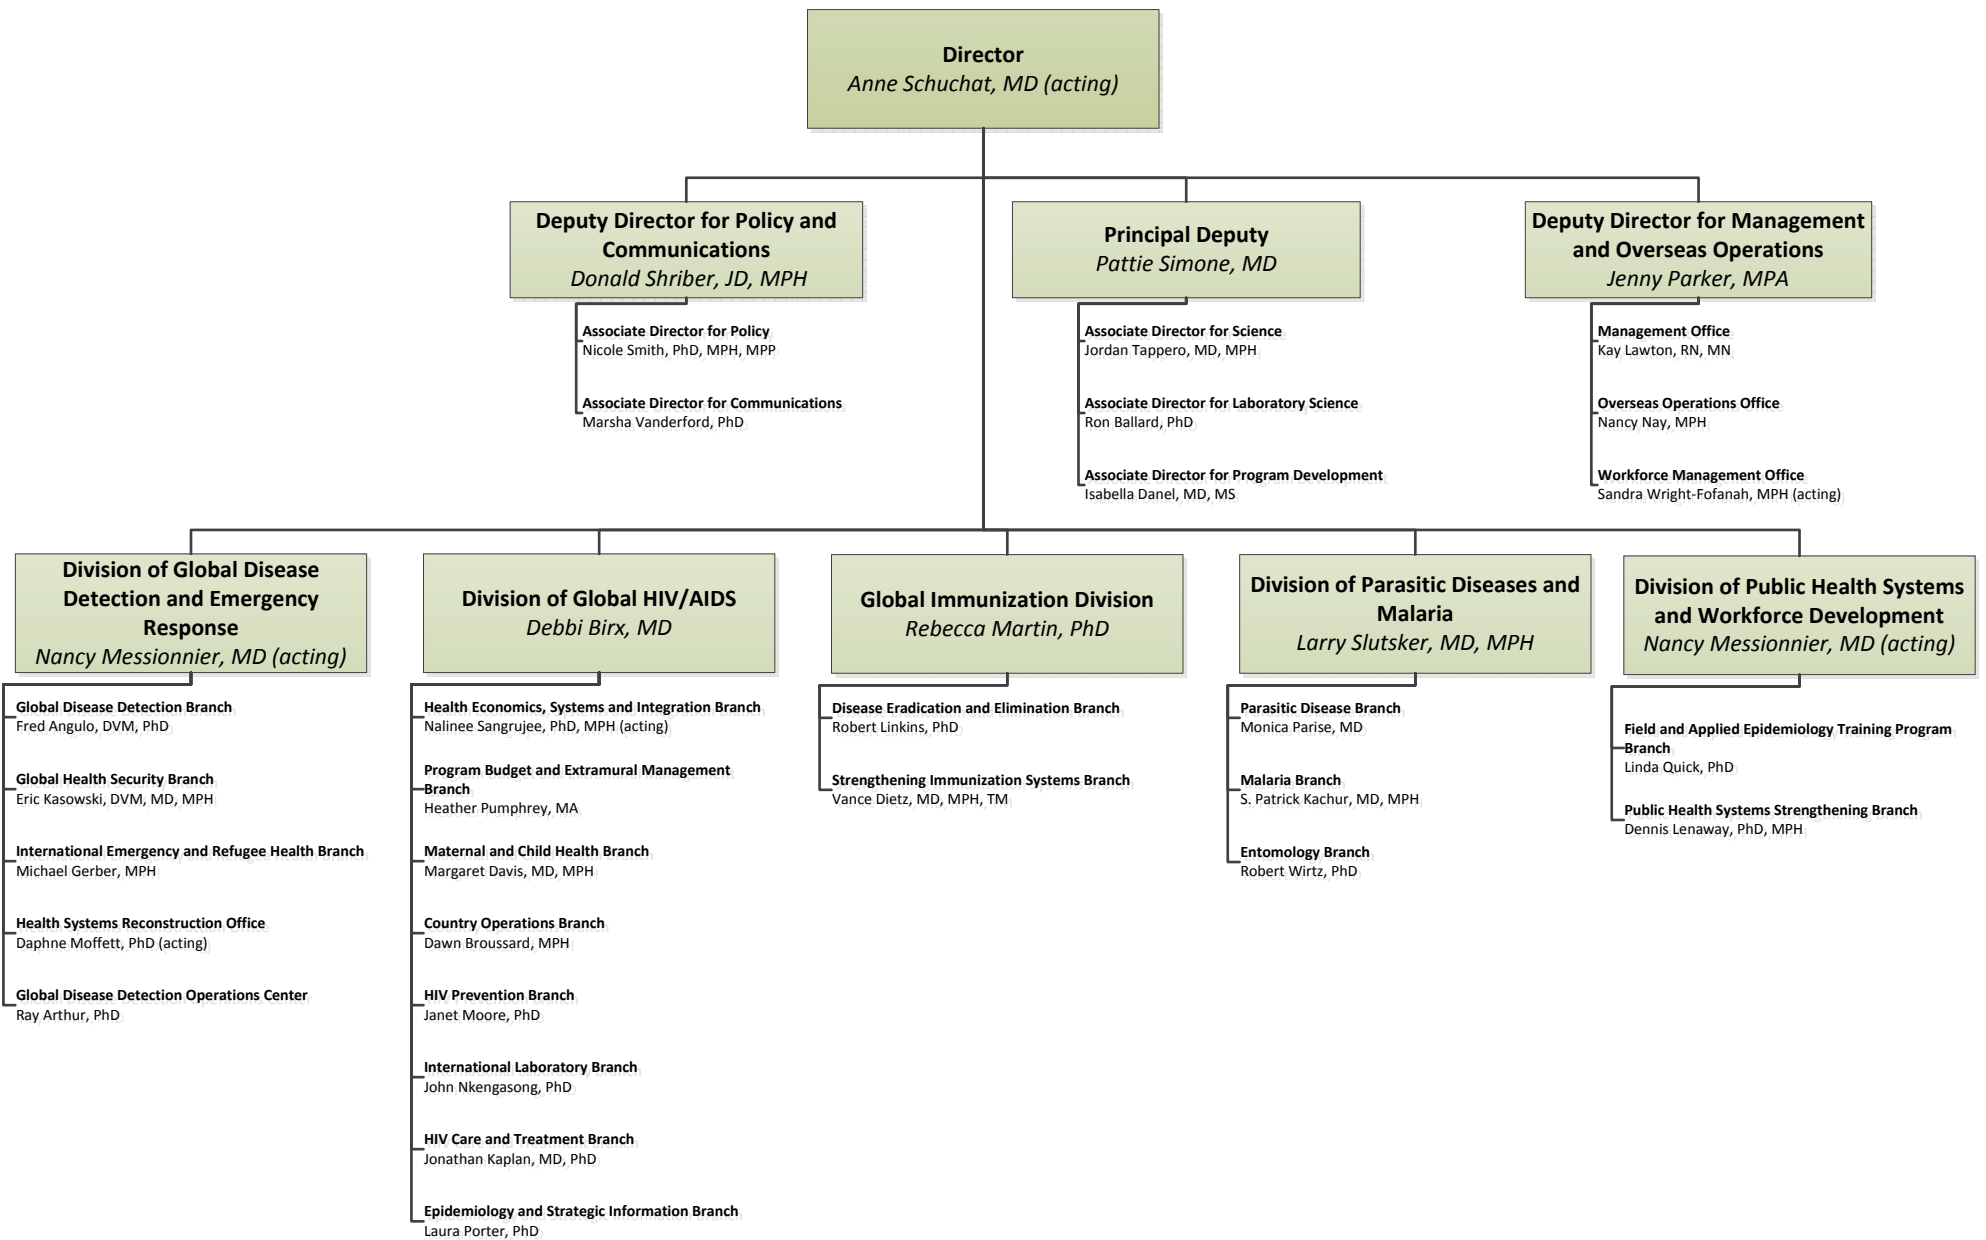 Director
Anne Schuchat, MD (acting)
Deputy Director for Policy and
Communications
Donald Shriber, JD, MPH
Associate Director for Policy
Nicole Smith, PhD, MPH, MPP
Associate Director for Communications
Marsha Vanderford, PhD
Principal Deputy
Pattie Simone, MD
Associate Director for Science
Jordan Tappero, MD, MPH
Associate Director for Laboratory Science
Ron Ballard, PhD
Associate Director for Program Development
Isabella Danel, MD, MS
Deputy Director for Management
and Overseas Operations
Jenny Parker, MPA
Management Office
Kay Lawton, RN, MN
Overseas Operations Office
Nancy Nay, MPH
Workforce Management Office
Sandra Wright-Fofanah, MPH (acting)
Division of Global Disease
Detection and Emergency
Response
Nancy Messionnier, MD (acting)
Global Disease Detection Branch
Fred Angulo, DVM, PhD
Global Health Security Branch
Eric Kasowski, DVM, MD, MPH
International Emergency and Refugee Health Branch
Michael Gerber, MPH
Health Systems Reconstruction Office
Daphne Moffett, PhD (acting)
Global Disease Detection Operations Center
Ray Arthur, PhD
Division of Global HIV/AIDS
Debbi Birx, MD
Health Economics, Systems and Integration Branch
Nalinee Sangrujee, PhD, MPH (acting)
Program Budget and Extramural Management
Branch
Heather Pumphrey, MA
Maternal and Child Health Branch
Margaret Davis, MD, MPH
Country Operations Branch
Dawn Broussard, MPH
HIV Prevention Branch
Janet Moore, PhD
International Laboratory Branch
John Nkengasong, PhD
HIV Care and Treatment Branch
Jonathan Kaplan, MD, PhD
Epidemiology and Strategic Information Branch
Laura Porter, PhD
Global Immunization Division
Rebecca Martin, PhD
Disease Eradication and Elimination Branch
Robert Linkins, PhD
Strengthening Immunization Systems Branch
Vance Dietz, MD, MPH, TM
Division of Parasitic Diseases and
Malaria
Larry Slutsker, MD, MPH
Parasitic Disease Branch
Monica Parise, MD
Malaria Branch
S. Patrick Kachur, MD, MPH
Entomology Branch
Robert Wirtz, PhD
Division of Public Health Systems
and Workforce Development
Nancy Messionnier, MD (acting)
Field and Applied Epidemiology Training Program
Branch
Linda Quick, PhD
Public Health Systems Strengthening Branch
Dennis Lenaway, PhD, MPH